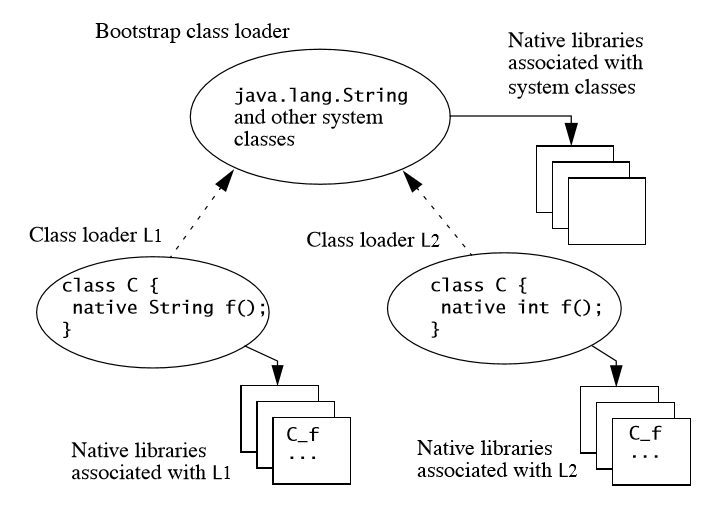 Bootstrap class loader
Native libraries
associated with
system classes
java.lang.String
and other system
classes
Class loader L1
Class loader L2
class C {
native String f();
}
class C {
native int f();
}
C_f
...
C_f
...
Native libraries
associated with L1
Native libraries
associated with L2